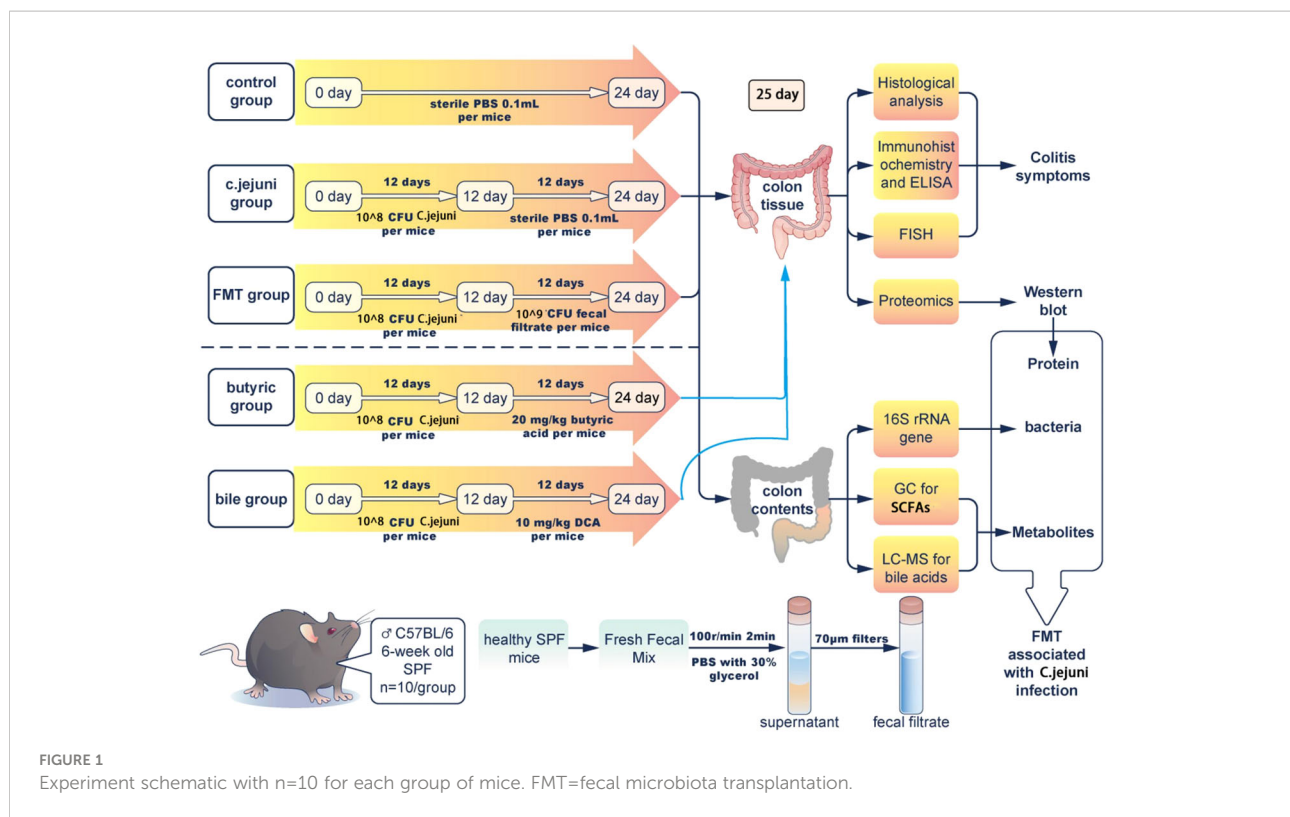 control
group
0 day
24 day
sterile PBS 0.1mL
per mice
c.jejuni
group
0 day
12 days
12 day
12 days
24 day
10^8 CFU C.jejuni
per mice
sterile PBS 0.1mL
per mice
FMT group
0 day
12 days
12 day
12 days
24 day
10^8 CFU C.jejuni
per mice
10^9 CFU fecal
filtrate per mice
butyric
group
0 day
12 days
12 day
12 days
24 day
10^8 CFU C.jejuni
per mice
20 mg/kg butyric
acid per mice
bile group
0 day
12 days
12 day
12 days
24 day
10^8 CFU C.jejuni
per mice
10 mg/kg DCA
per mice
25 day
colon
tissue
Histological
analysis
Immunohist
ochemistry
and ELISA
FISH
Proteomics
Colitis
symptoms
Western
blot
Protein
colon
contents
16S rRNA
gene
GC for
SCFAs
LC-MS for
bile acids
bacteria
Metabolites
FMT
associated
with C.jejuni
infection
♂ C57BL/6
6-week old
SPF
n=10/group
healthy SPF
mice
Fresh Fecal
Mix
100r/min 2min
PBS with 30%
glycerol
supernatant
70μm filters
fecal filtrate
FIGURE 1
Experiment schematic with n=10 for each group of mice. FMT=fecal microbiota transplantation.